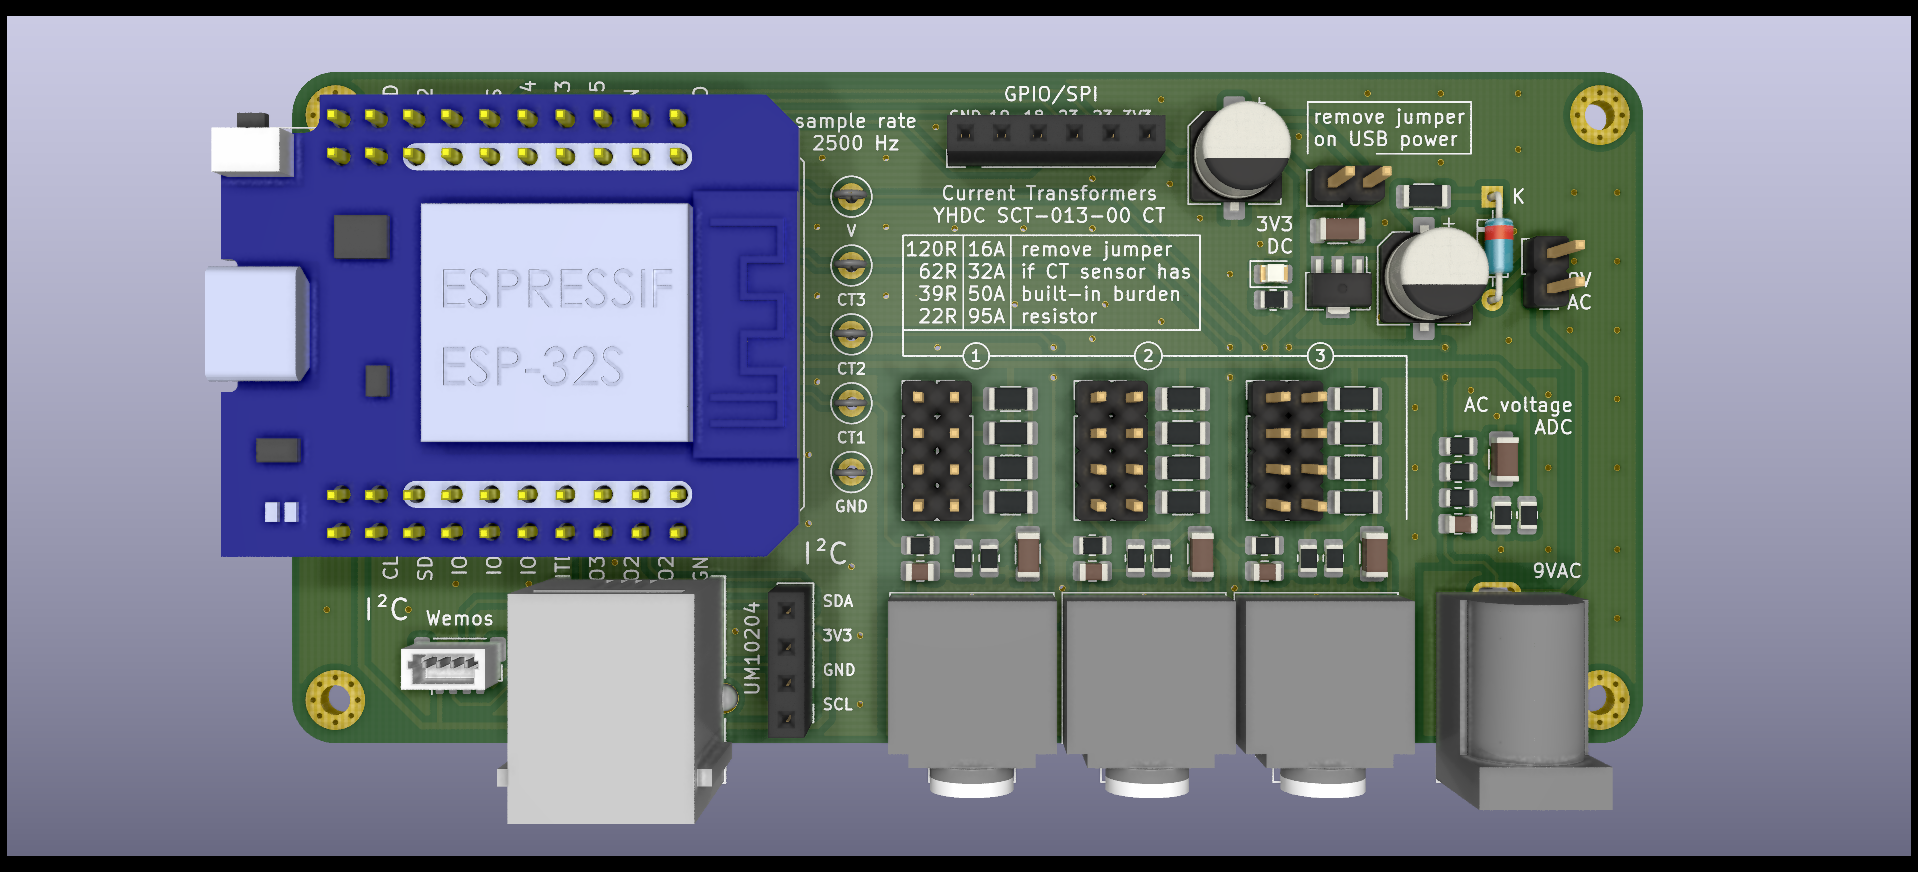 GPIO/SPI
sample rate
2500 Hz
remove jumper
on USB power
Current Transformers
YHDC SCT-013-00 CT
120R 16A remove jumper
62R 32A if CT sensor has
39R 50A built-in burden
22R 95A resistor
1
2
3
K
+
+
3V3
DC
AC
V
CT3
CT2
CT1
GND
ESPRESSIF
ESP-32S
AC voltage
ADC
9VAC
I²C
I²C
Wemos
UM10204
SDA
3V3
GND
SCL